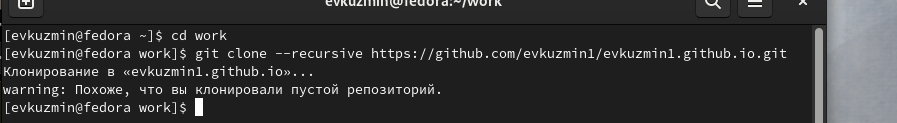 evkuzmin@fedora:~/work
[evkuzmin@fedora ~]$ cd work
[evkuzmin@fedora work]$ git clone --recursive https://github.com/evkuzmin1/evkuzmin1.github.io.git
Клонирование в «evkuzmin1.github.io»...
warning: Похоже, что вы клонировали пустой репозиторий.
[evkuzmin@fedora work]$